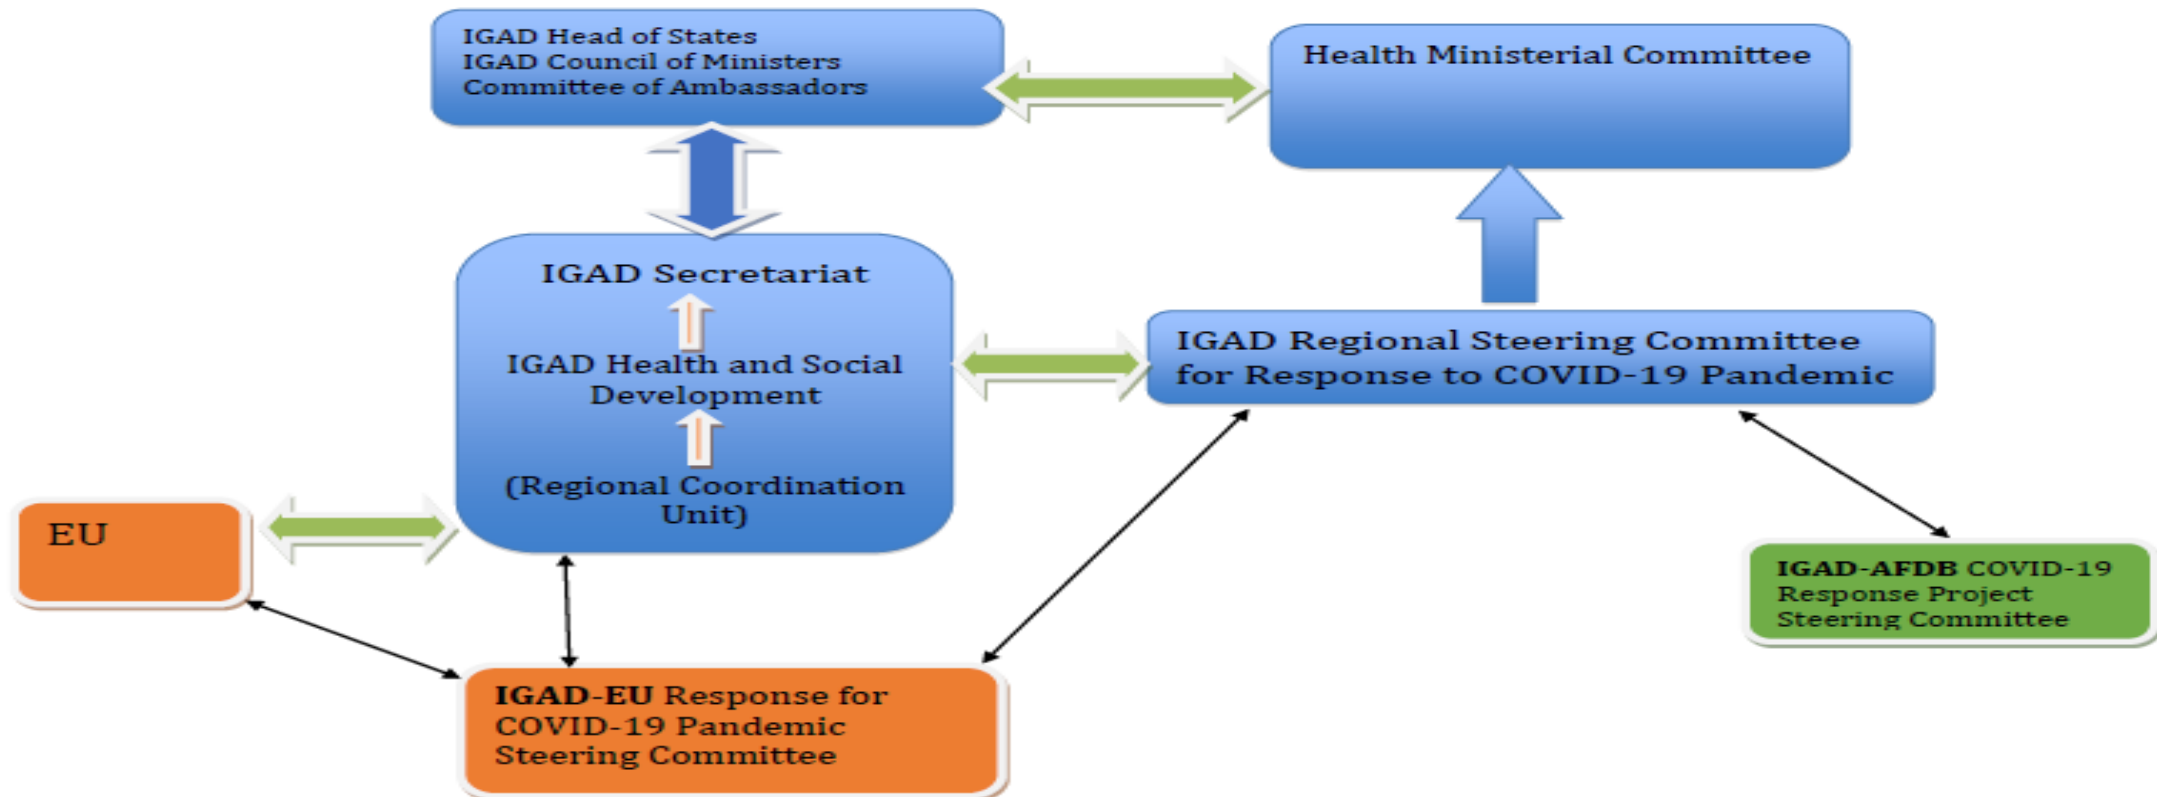 IGAD Head of States
IGAD Council of Ministers
Committee of Ambassadors
Health Ministerial Committee
IGAD Secretariat
IGAD Health and Social
Development
(Regional Coordination
Unit)
IGAD Regional Steering Committee
for Response to COVID-19 Pandemic
EU
IGAD-AFDB COVID-19
Response Project
Steering Committee
IGAD-EU Response for
COVID-19 Pandemic
Steering Committee